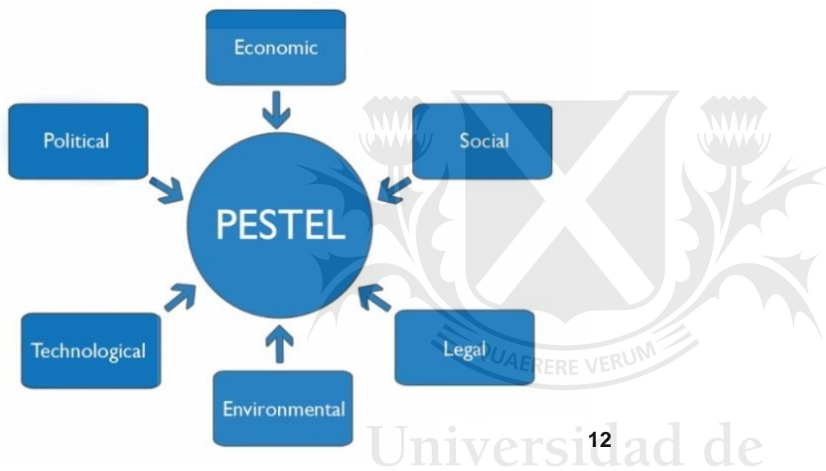 Economic
Political
Social
PESTEL
Technological
Legal
Environmental
QUAERERE VERUM
12
Universidad de